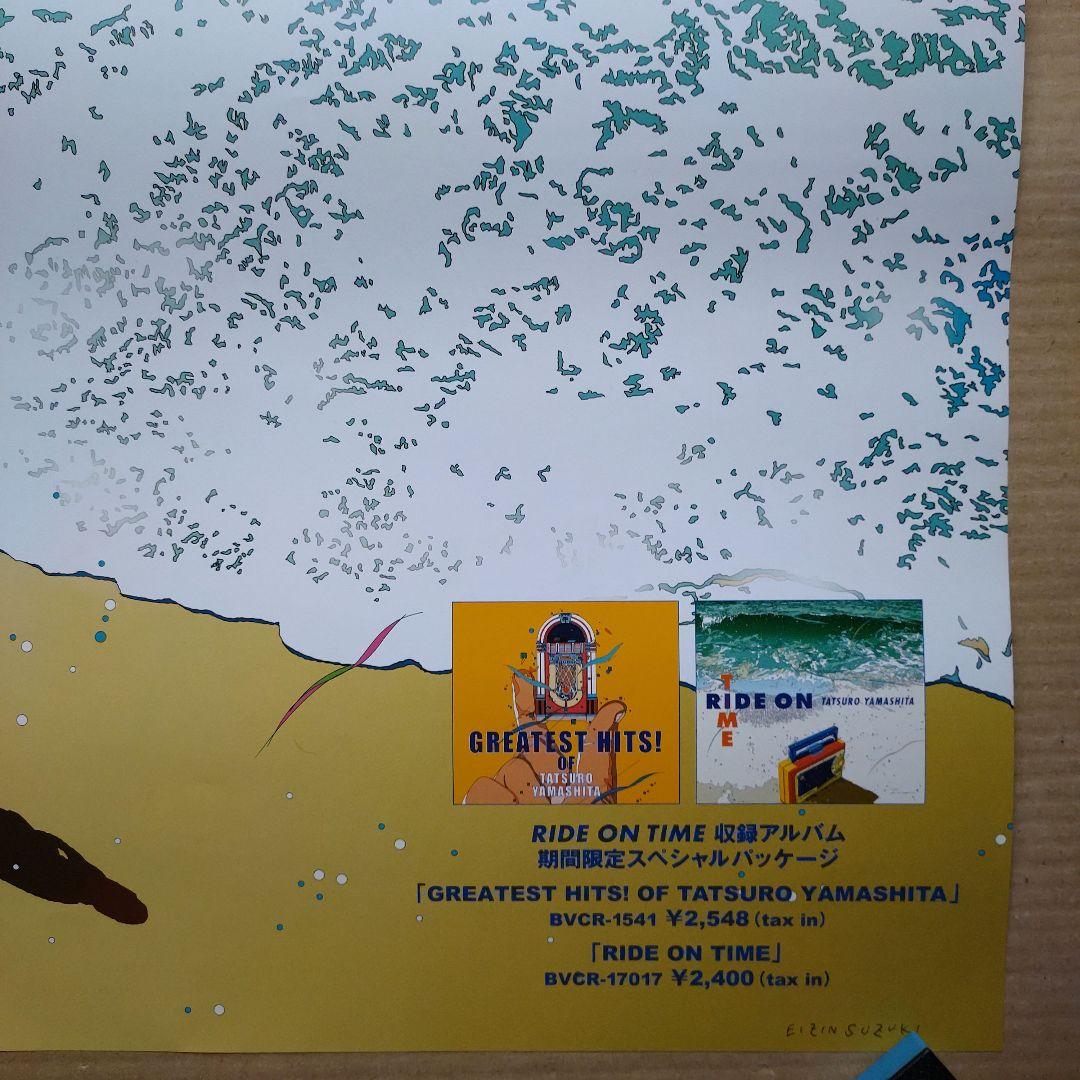 GREATEST HITS!
OF
TATSURO
YAMASHITA
TIME
RIDE ON
TATSURO YAMASHITA
RIDE ON TIME 収録アルバム
期間限定スペシャルパッケージ
「GREATEST HITS! OF TATSURO YAMASHITA」
BVCR-1541 ¥2,548(tax in)
「RIDE ON TIME」
BVCR-17017 ¥2,400(tax in)
EIZIN SUZUKI